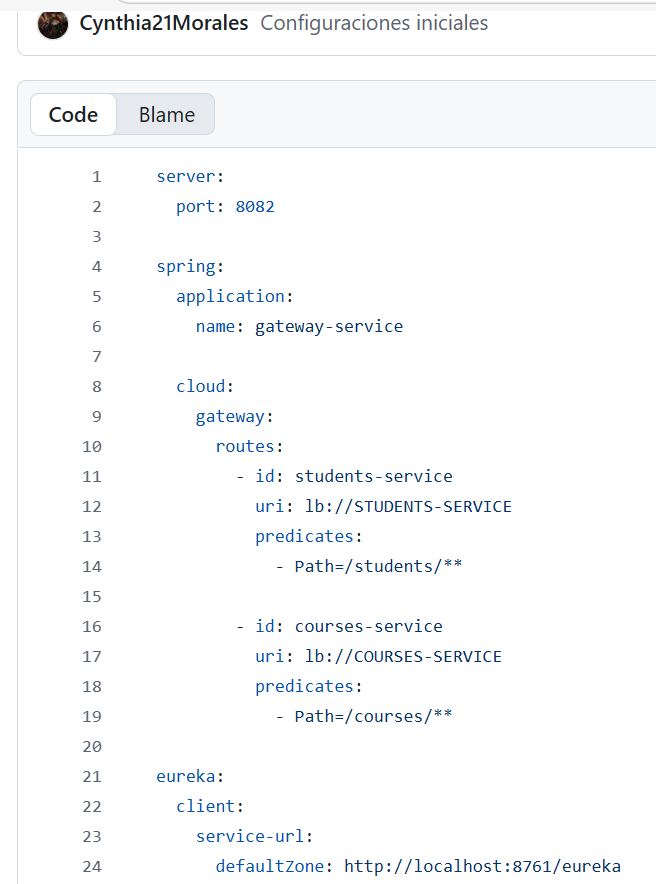 Cynthia21Morales Configuraciones iniciales
Code Blame
1 server:
2   port: 8082
3
4 spring:
5   application:
6     name: gateway-service
7
8   cloud:
9     gateway:
10       routes:
11         - id: students-service
12           uri: lb://STUDENTS-SERVICE
13           predicates:
14             - Path=/students/**
15
16         - id: courses-service
17           uri: lb://COURSES-SERVICE
18           predicates:
19             - Path=/courses/**
20
21 eureka:
22   client:
23     service-url:
24       defaultZone: http://localhost:8761/eureka